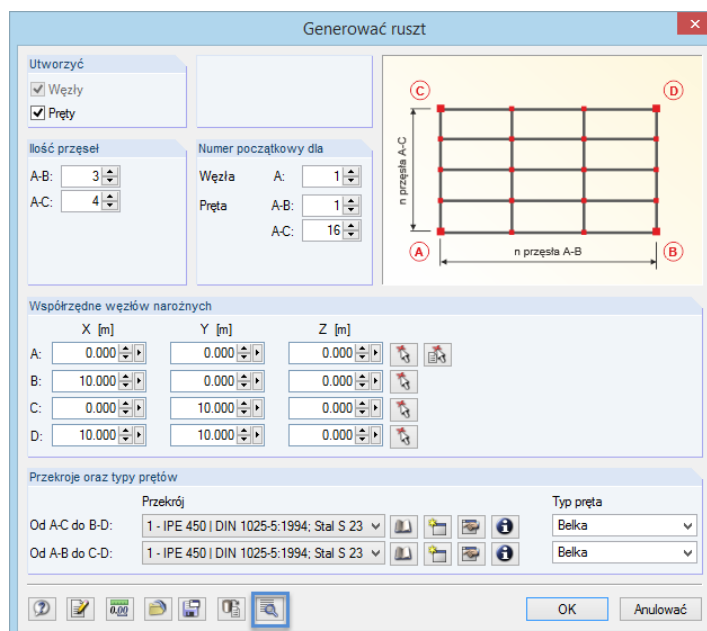 Generować ruszt
Utworzyć
Węzły
Pręty
Ilość przęseł
A-B: 3
A-C: 4
Numer początkowy dla
Węzła A: 1
Pręta A-B: 1
A-C: 16
C
D
n przęsła A-C
A
n przęsła A-B
B
Współrzędne węzłów narożnych
X [m] Y [m] Z [m]
A: 0.000 0.000 0.000
B: 10.000 0.000 0.000
C: 0.000 10.000 0.000
D: 10.000 10.000 0.000
Przekroje oraz typy prętów
Przekrój Typ pręta
Od A-C do B-D: 1 - IPE 450 | DIN 1025-5:1994; Stal S 23 Belka
Od A-B do C-D: 1 - IPE 450 | DIN 1025-5:1994; Stal S 23 Belka
0.00
OK Anulować